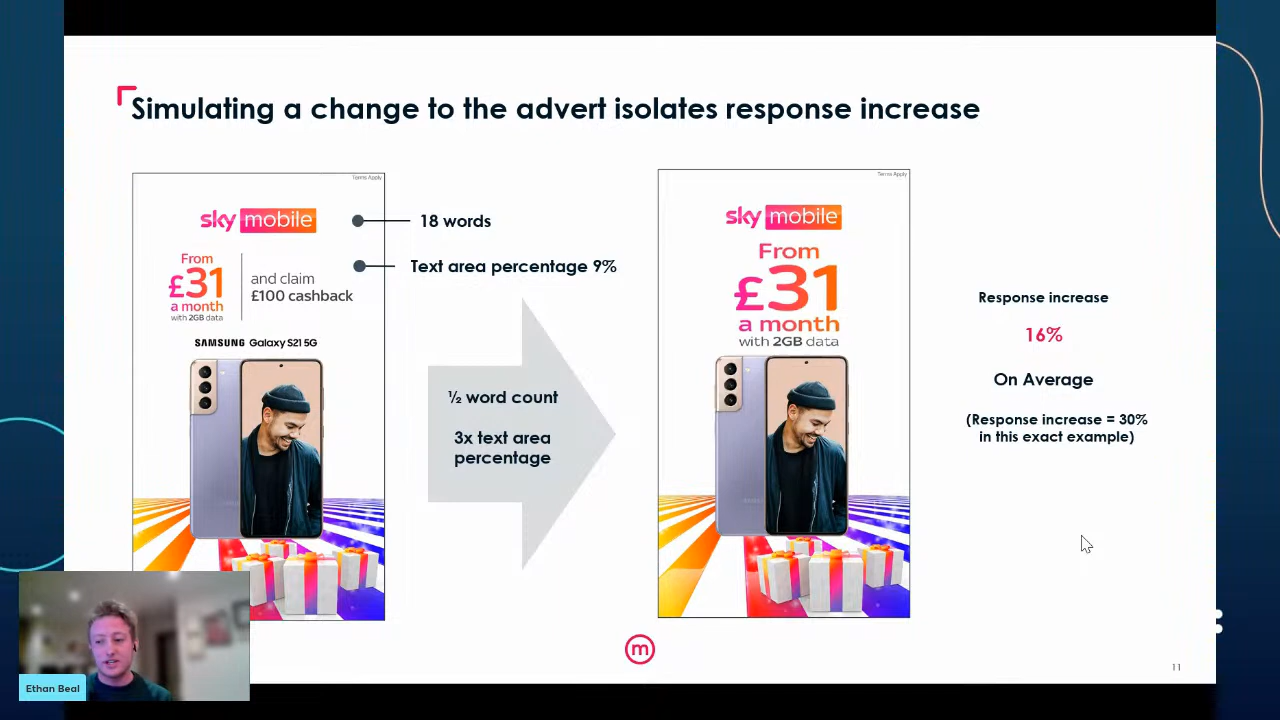 Simulating a change to the advert isolates response increase
Terms Apply
sky mobile
From
£31
a month
with 2GB data
and claim
£100 cashback
SAMSUNG Galaxy S21 5G
18 words
Text area percentage 9%
½ word count
3x text area
percentage
Terms Apply
sky mobile
From
£31
a month
with 2GB data
Response increase
16%
On Average
(Response increase = 30%
in this exact example)
m
11
Ethan Beal